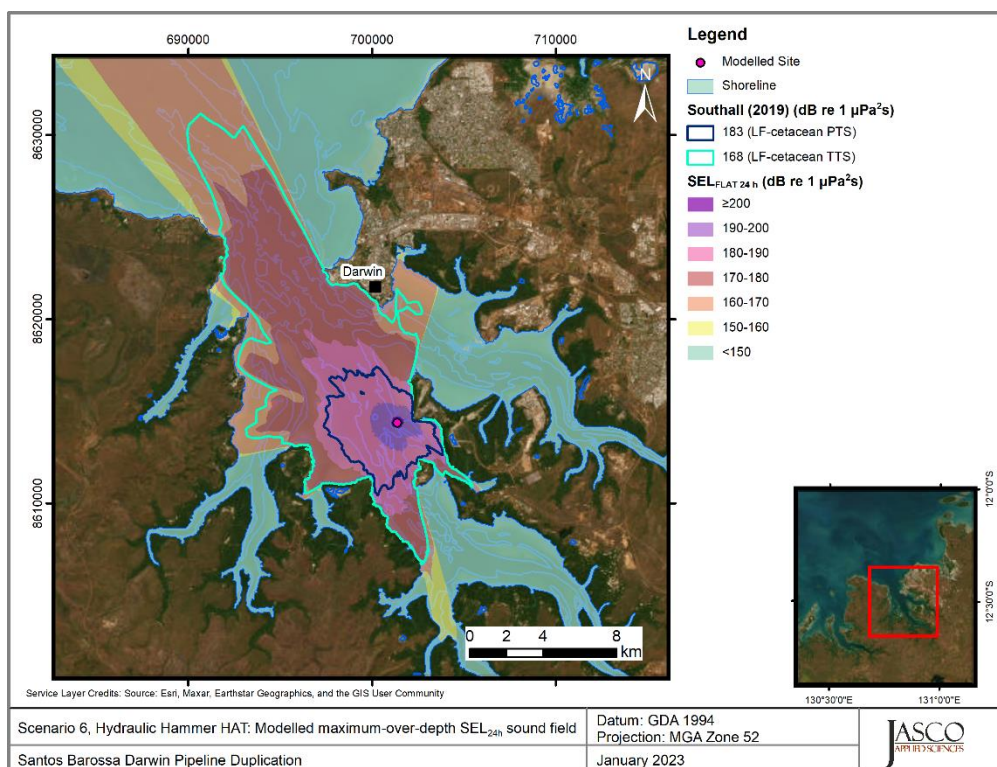 690000
700000
710000
8630000
8620000
8610000
N
Darwin
0 2 4 8
km
Legend
Modelled Site
Shoreline
Southall (2019) (dB re 1 µPa²s)
183 (LF-cetacean PTS)
168 (LF-cetacean TTS)
SELFLAT 24 h (dB re 1 µPa²s)
≥200
190-200
180-190
170-180
160-170
150-160
<150
12°0'0"S
12°30'0"S
130°30'0"E
131°0'0"E
Service Layer Credits: Source: Esri, Maxar, Earthstar Geographics, and the GIS User Community
Scenario 6, Hydraulic Hammer HAT: Modelled maximum-over-depth SEL24h sound field
Datum: GDA 1994
Projection: MGA Zone 52
Santos Barossa Darwin Pipeline Duplication
January 2023
JASCO
APPLIED SCIENCES